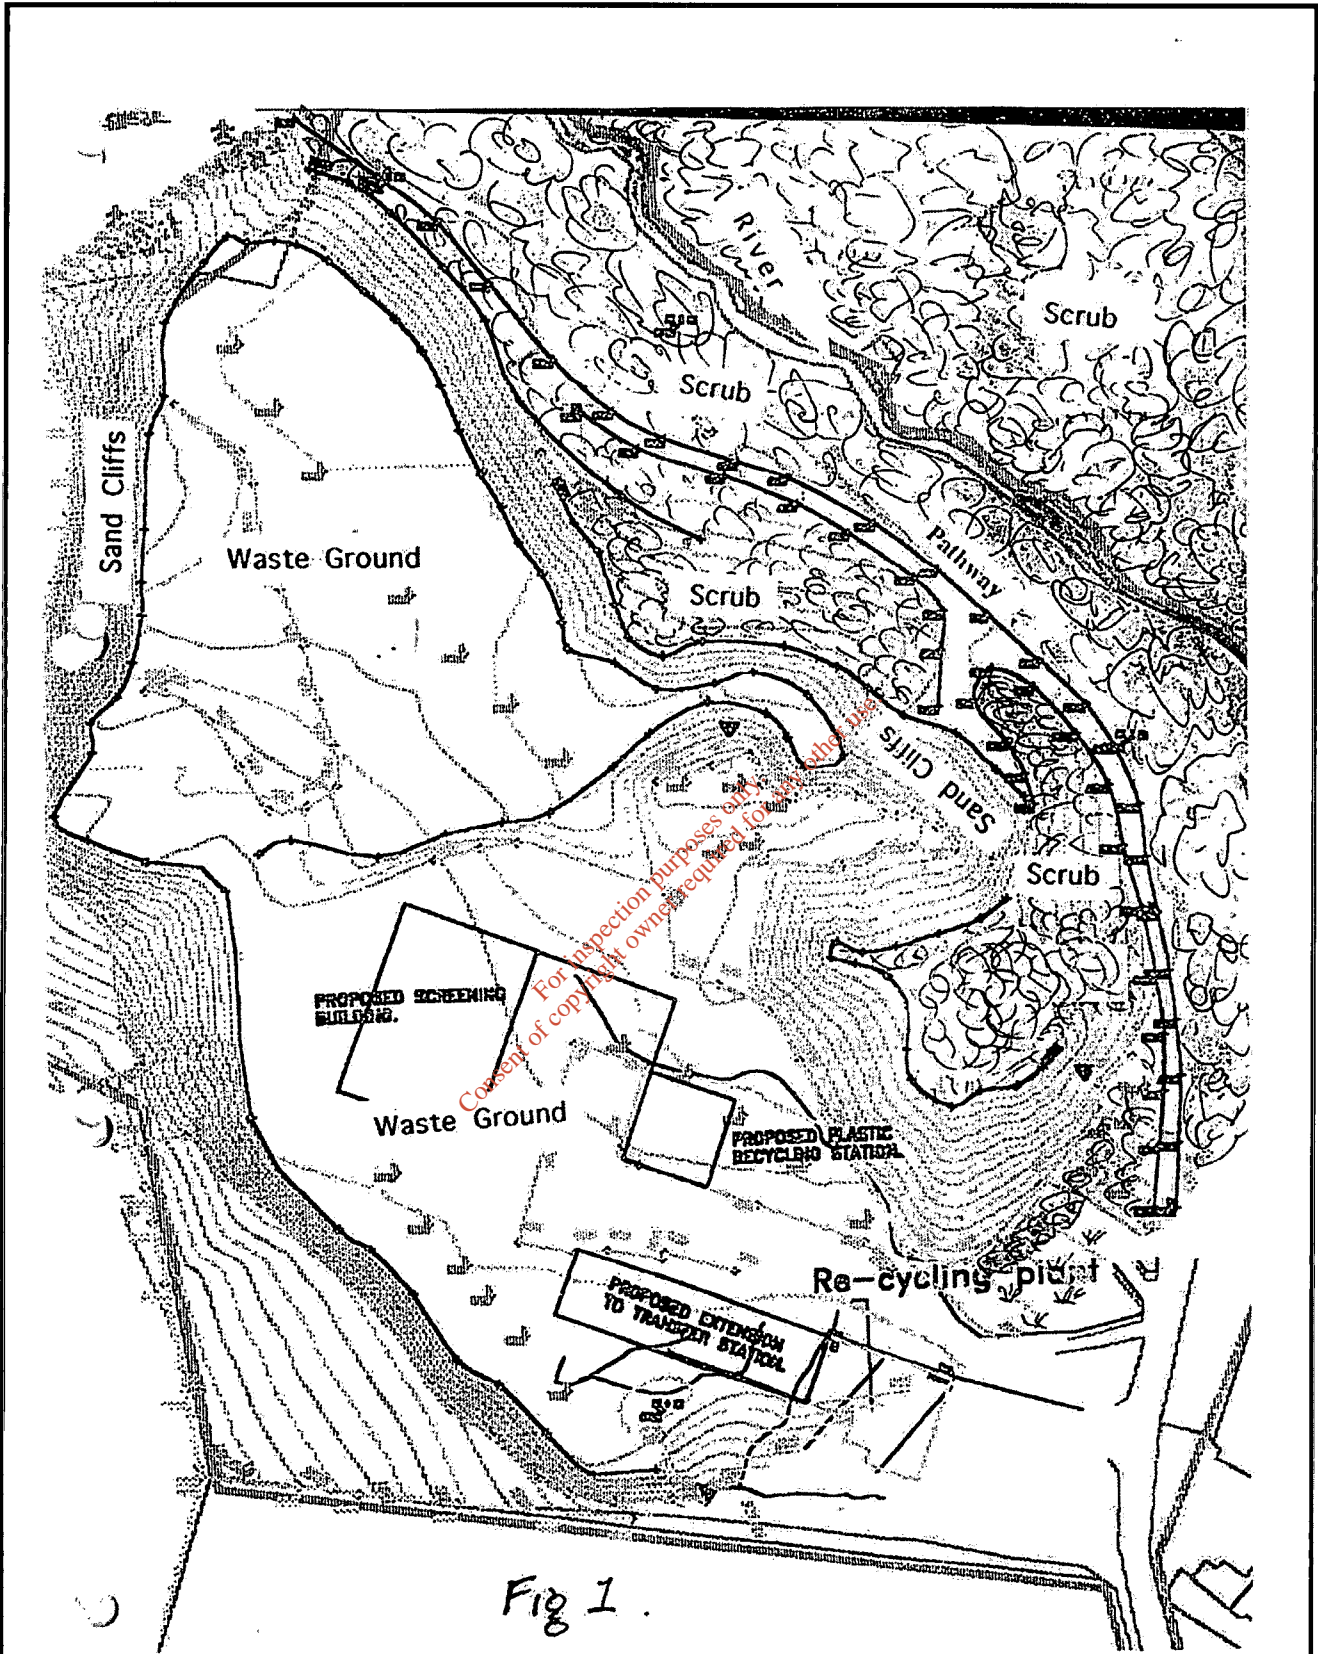 River
Scrub
Scrub
Sand Cliffs
Waste Ground
Pathway
Scrub
Sand Cliffs
Scrub
For inspection purposes only.
Consent of copyright owner required for any other use.
PROPOSED SCREENING
BUILDING.
Waste Ground
PROPOSED PLASTIC
RECYCLING STATION.
Re-cycling plant
PROPOSED EXTENSION
TO TRANSFER STATION.
Fig 1.